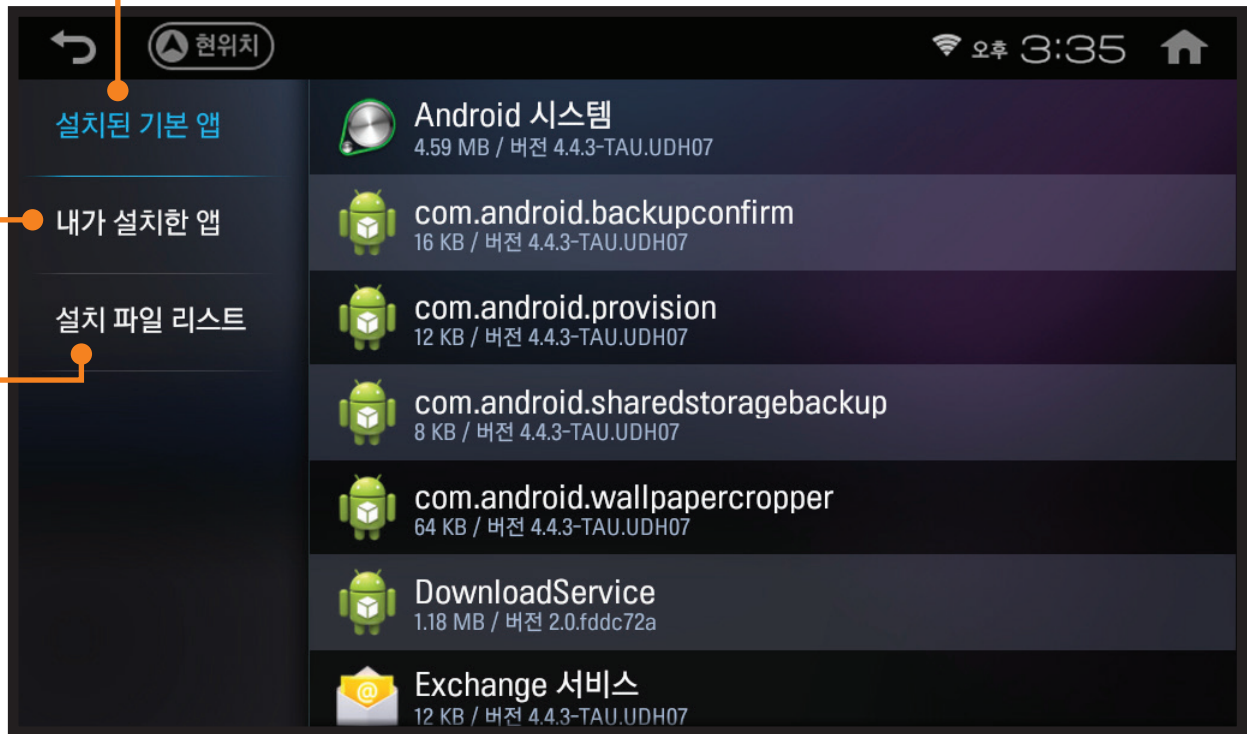 현위치
오후 3:35
설치된 기본 앱
내가 설치한 앱
설치 파일 리스트
Android 시스템
4.59 MB / 버전 4.4.3-TAU.UDH07
com.android.backupconfirm
16 KB / 버전 4.4.3-TAU.UDH07
com.android.provision
12 KB / 버전 4.4.3-TAU.UDH07
com.android.sharedstoragebackup
8 KB / 버전 4.4.3-TAU.UDH07
com.android.wallpapercropper
64 KB / 버전 4.4.3-TAU.UDH07
DownloadService
1.18 MB / 버전 2.0.fddc72a
Exchange 서비스
12 KB / 버전 4.4.3-TAU.UDH07